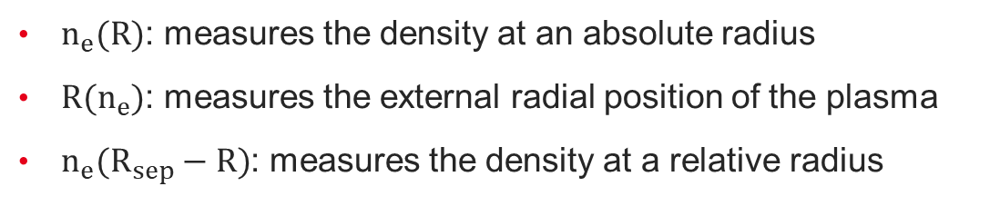 • nₑ(R): measures the density at an absolute radius
• R(nₑ): measures the external radial position of the plasma
• nₑ(Rₛₑₚ − R): measures the density at a relative radius